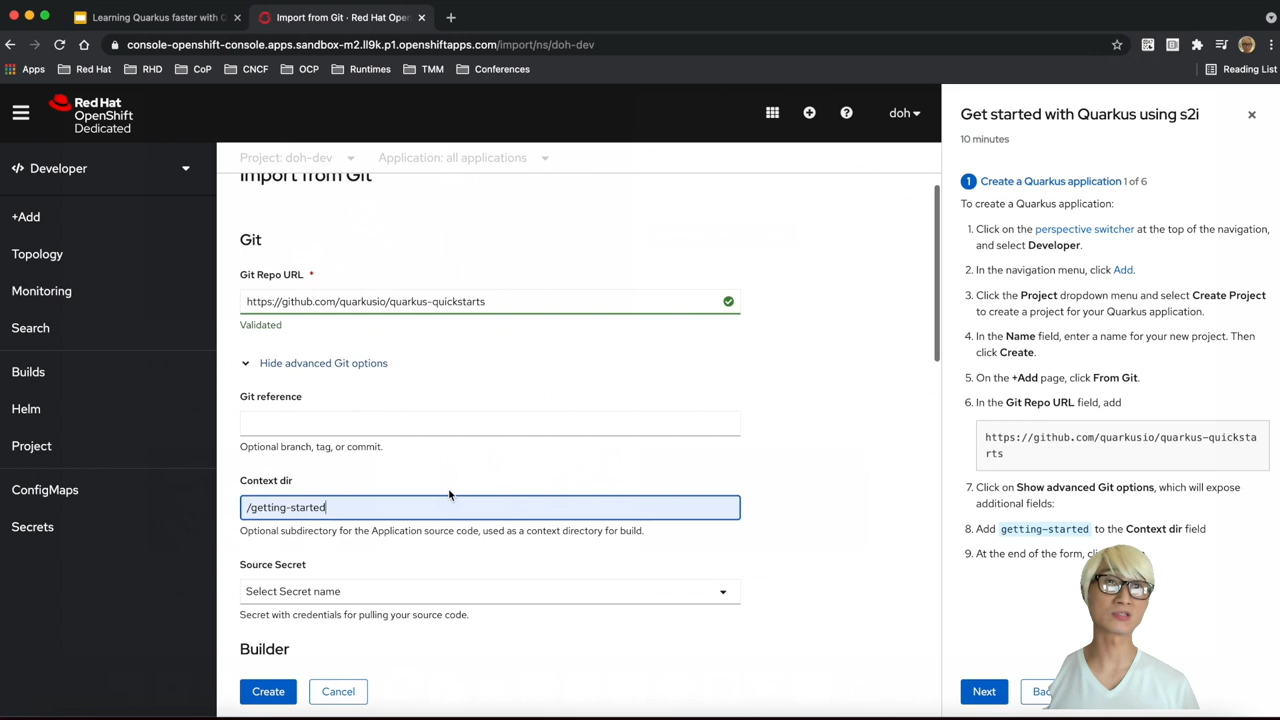 Learning Quarkus faster with Q
Import from Git · Red Hat Open
console-openshift-console.apps.sandbox-m2.ll9k.p1.openshiftapps.com/import/ns/doh-dev
Apps
Red Hat
RHD
CoP
CNCF
OCP
Runtimes
TMM
Conferences
Reading List
Red Hat
OpenShift
Dedicated
doh
Developer
+Add
Topology
Monitoring
Search
Builds
Helm
Project
ConfigMaps
Secrets
Project: doh-dev
Application: all applications
Import from Git
Git
Git Repo URL *
https://github.com/quarkusio/quarkus-quickstarts
Validated
Hide advanced Git options
Git reference
Optional branch, tag, or commit.
Context dir
/getting-started
Optional subdirectory for the Application source code, used as a context directory for build.
Source Secret
Select Secret name
Secret with credentials for pulling your source code.
Builder
Create
Cancel
Get started with Quarkus using s2i
10 minutes
1 Create a Quarkus application 1 of 6
To create a Quarkus application:
1. Click on the perspective switcher at the top of the navigation,
and select Developer.
2. In the navigation menu, click Add.
3. Click the Project dropdown menu and select Create Project
to create a project for your Quarkus application.
4. In the Name field, enter a name for your new project. Then
click Create.
5. On the +Add page, click From Git.
6. In the Git Repo URL field, add
https://github.com/quarkusio/quarkus-quicksta
rts
7. Click on Show advanced Git options, which will expose
additional fields:
8. Add getting-started to the Context dir field
9. At the end of the form,
Next